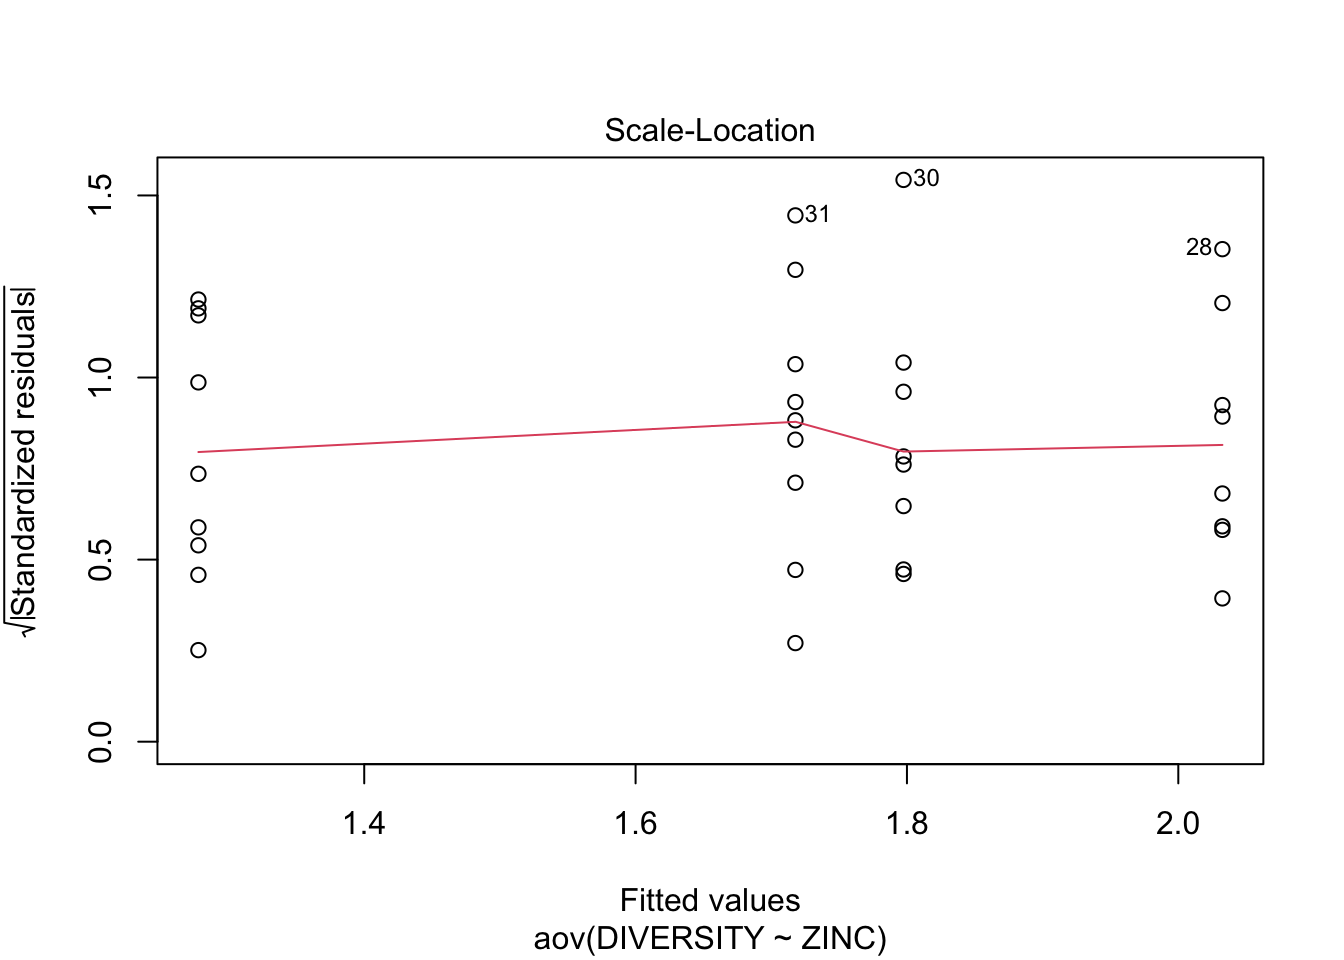 Scale-Location
√|Standardized residuals|
1.5
1.0
0.5
0.0
30
31
28
1.4 1.6 1.8 2.0
Fitted values
aov(DIVERSITY ~ ZINC)